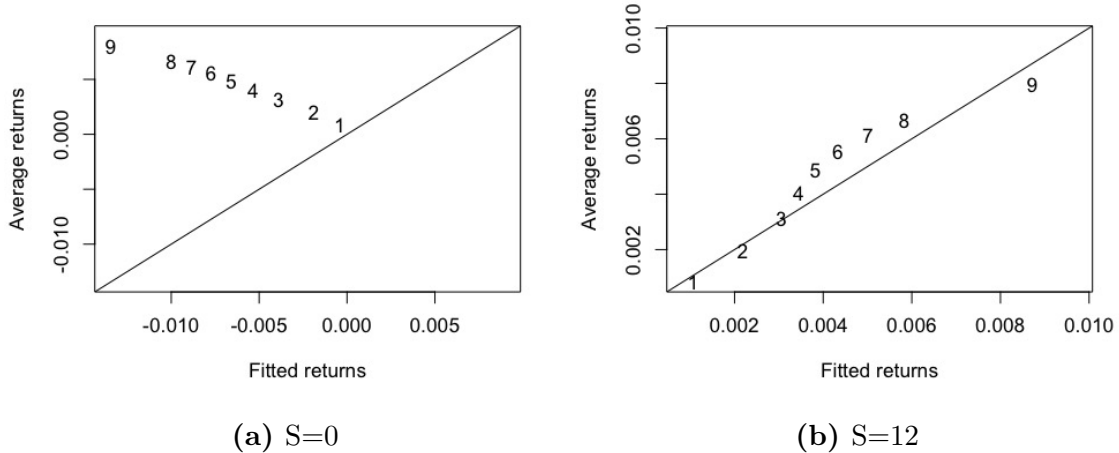 Average returns
0.000
-0.010
9
8
7
6
5
4
3
2
1
-0.010 -0.005 0.000 0.005
Fitted returns
(a) S=0
Average returns
0.010
0.006
0.002
9
8
7
6
5
4
3
2
1
0.002 0.004 0.006 0.008 0.010
Fitted returns
(b) S=12